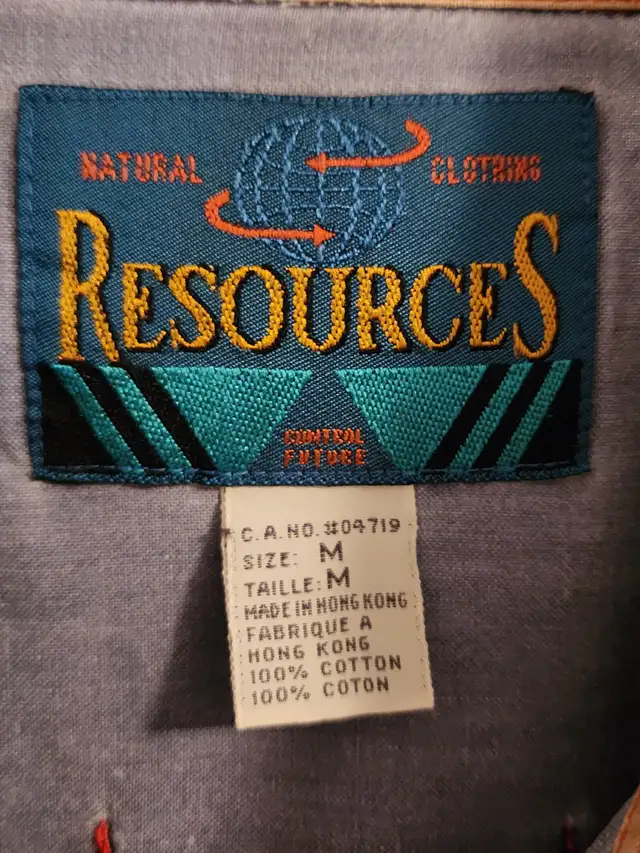 NATURAL CLOTHING
RESOURCES
CONTROL
FUTURE
C.A.NO.#04719
SIZE: M
TAILLE: M
MADE IN HONG KONG
FABRIQUE A
HONG KONG
100% COTTON
100% COTON